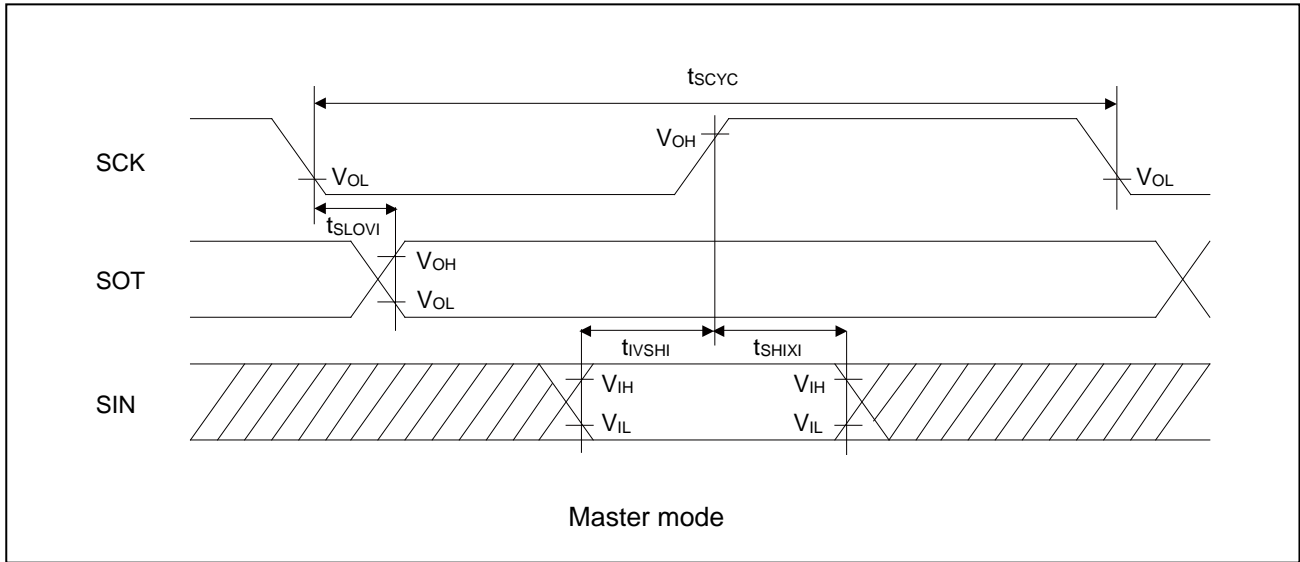 tSCYC
VOH
SCK
VOL
VOL
tSLOVI
VOH
SOT
VOL
tIVSHI
tSHIXI
VIH
VIH
SIN
VIL
VIL
Master mode